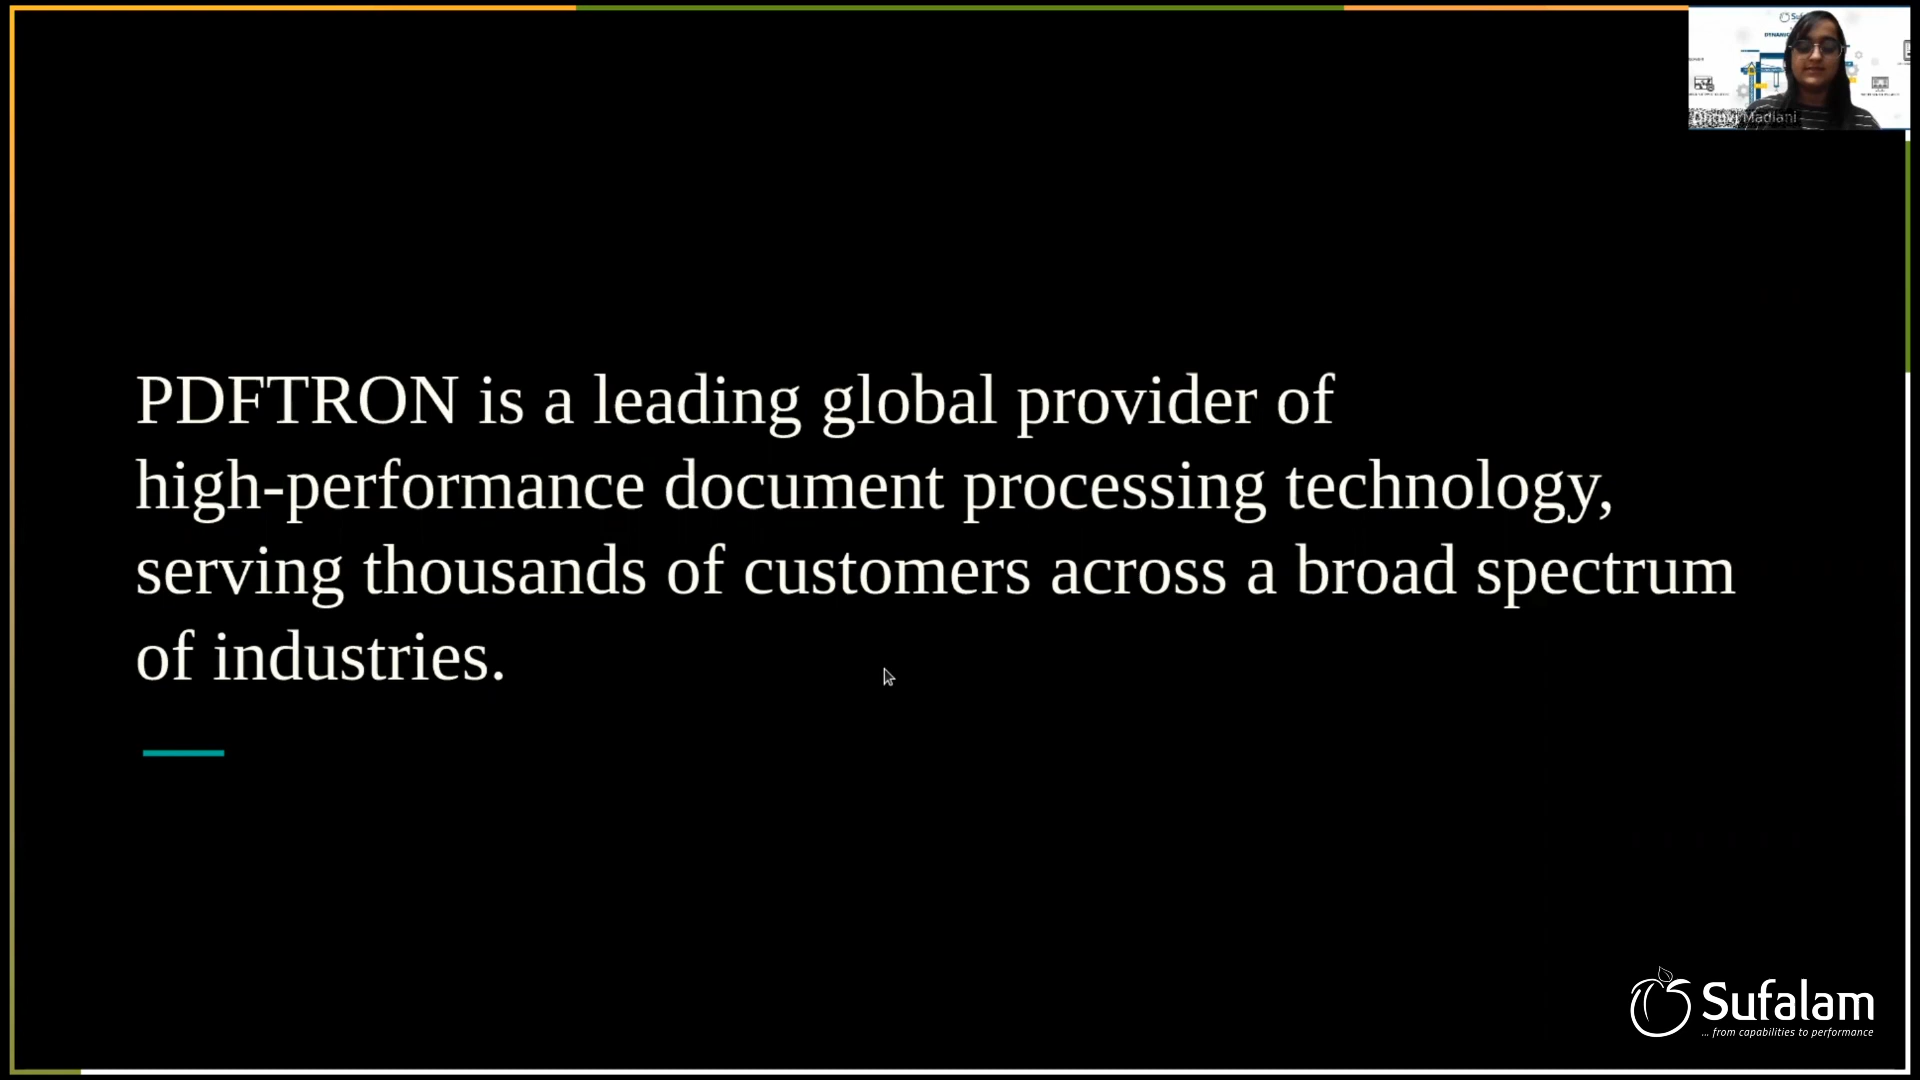 Madlani
PDFTRON is a leading global provider of
high-performance document processing technology,
serving thousands of customers across a broad spectrum
of industries.
Sufalam
... from capabilities to performance